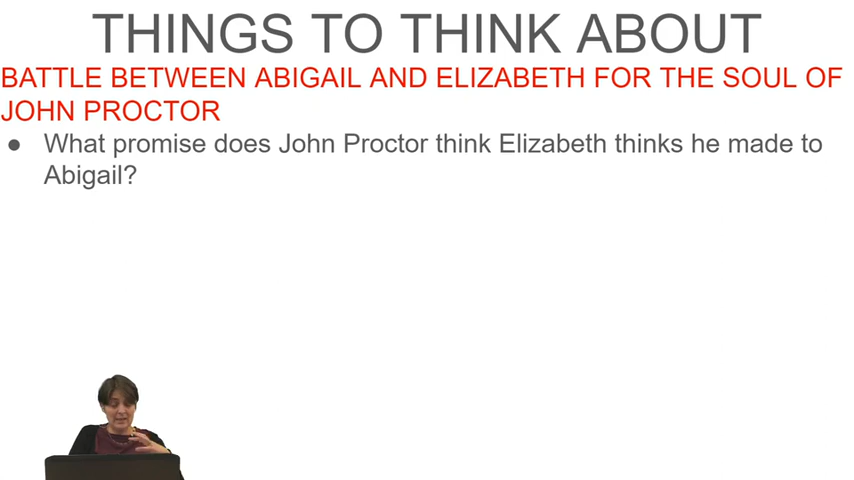 THINGS TO THINK ABOUT
BATTLE BETWEEN ABIGAIL AND ELIZABETH FOR THE SOUL OF
JOHN PROCTOR
● What promise does John Proctor think Elizabeth thinks he made to
Abigail?